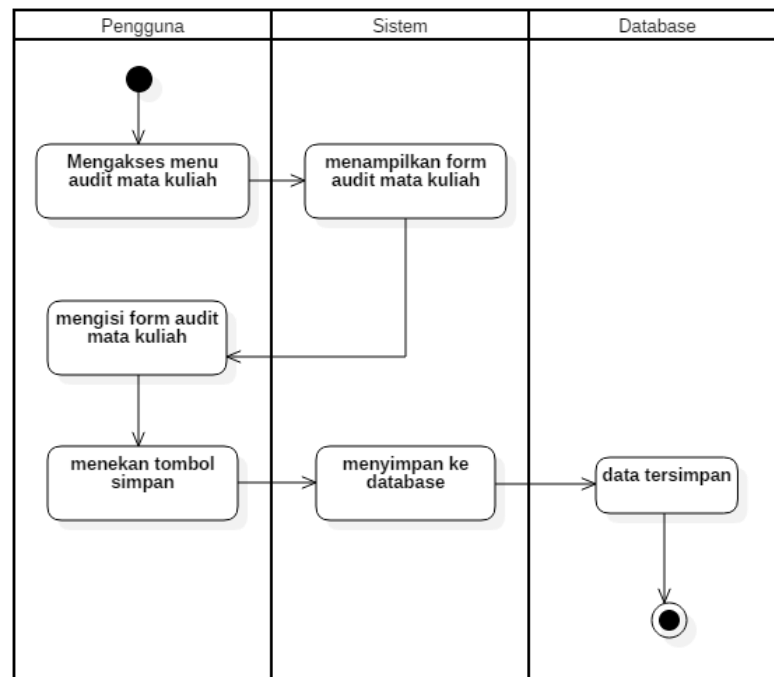 Pengguna
Sistem
Database
Mengakses menu
audit mata kuliah
menampilkan form
audit mata kuliah
mengisi form audit
mata kuliah
menekan tombol
simpan
menyimpan ke
database
data tersimpan